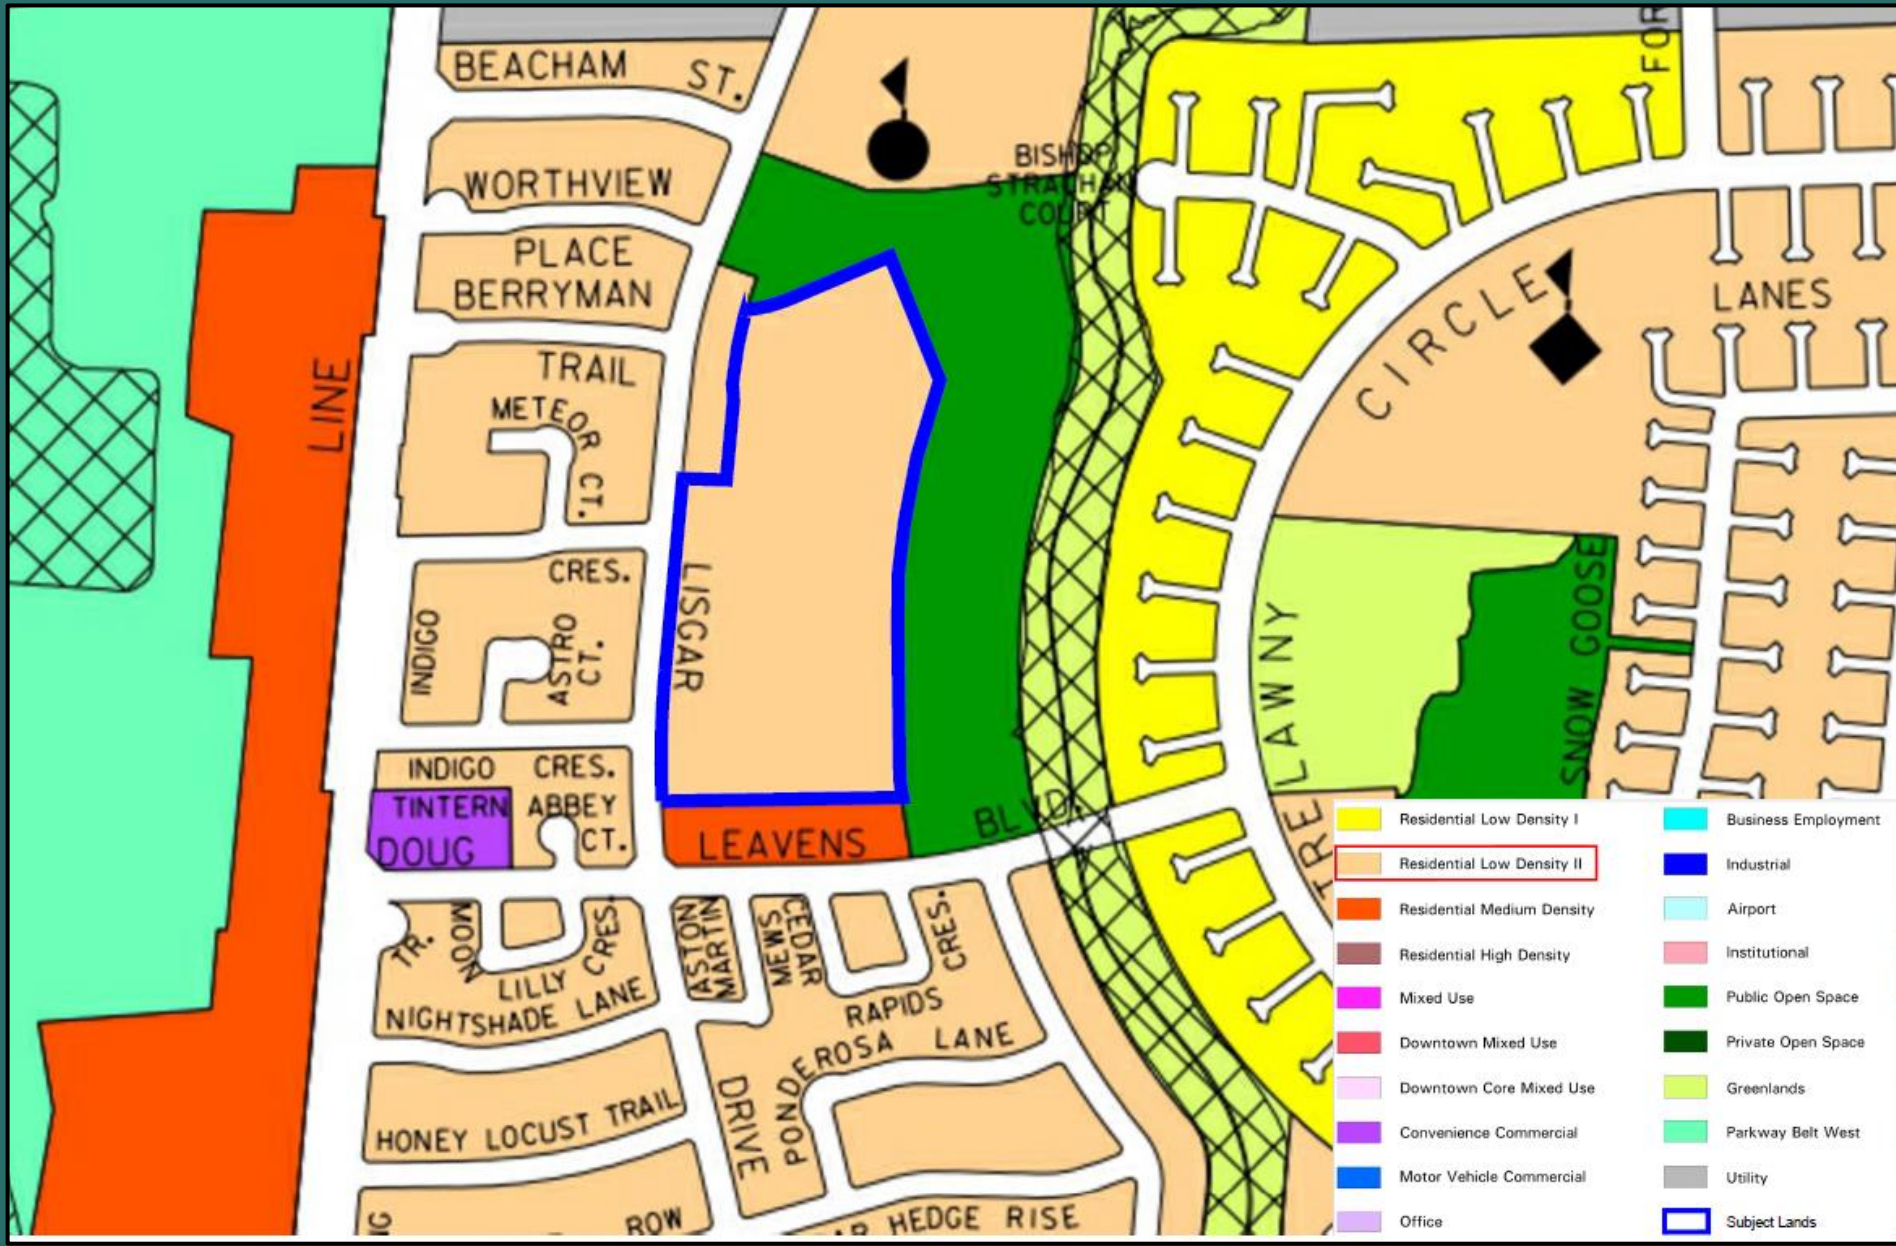 BEACHAM ST.
FOR
WORTHVIEW
BISHOP
STRACHAN
COURT
PLACE
BERRYMAN
CIRCLE
LANES
LINE
TRAIL
METEOR CT.
CRES.
INDIGO
ASTRO
CT.
LISGAR
TRELAWNY
SNOW GOOSE
INDIGO CRES.
TINTERN ABBEY
CT.
DOUG LEAVENS BLVD.
TR.
MOON
LILLY
CRES.
NIGHTSHADE LANE
ASTON
MARTIN
MEWS
CEDAR
RAPIDS
CRES.
PONDEROSA LANE
DRIVE
HONEY LOCUST TRAIL
ROW
HEDGE RISE
Residential Low Density I
Residential Low Density II
Residential Medium Density
Residential High Density
Mixed Use
Downtown Mixed Use
Downtown Core Mixed Use
Convenience Commercial
Motor Vehicle Commercial
Office
Business Employment
Industrial
Airport
Institutional
Public Open Space
Private Open Space
Greenlands
Parkway Belt West
Utility
Subject Lands